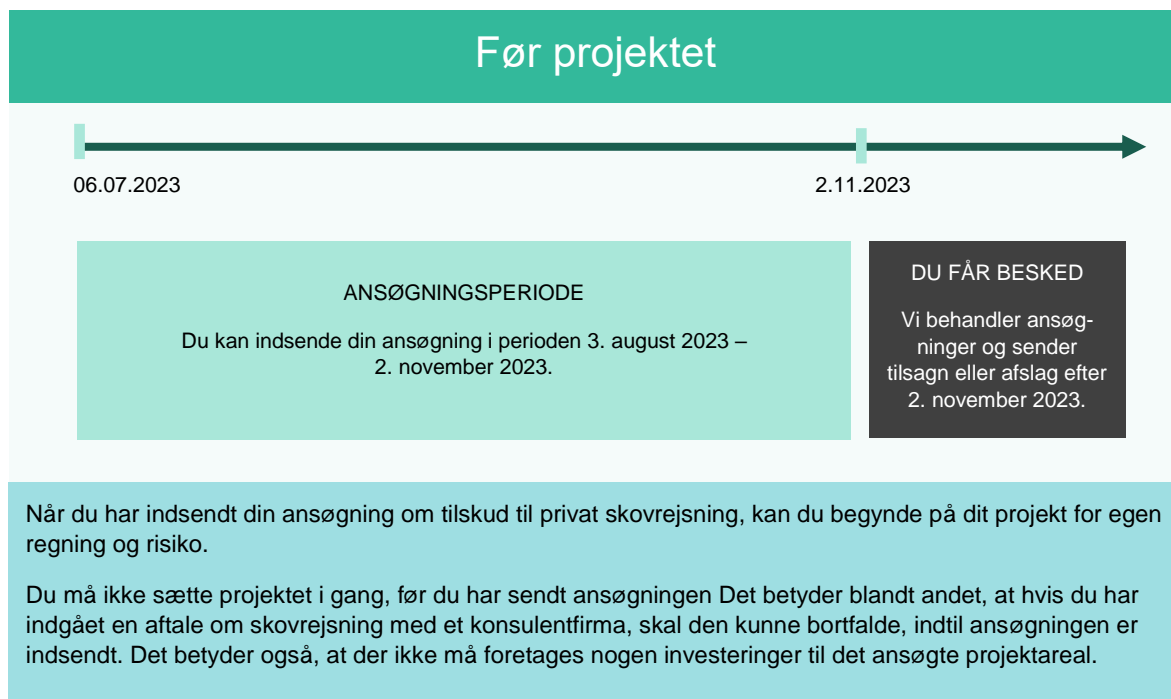 Før projektet
06.07.2023
2.11.2023
ANSØGNINGSPERIODE
Du kan indsende din ansøgning i perioden 3. august 2023 –
2. november 2023.
DU FÅR BESKED
Vi behandler ansøg-
ninger og sender
tilsagn eller afslag efter
2. november 2023.
Når du har indsendt din ansøgning om tilskud til privat skovrejsning, kan du begynde på dit projekt for egen
regning og risiko.
Du må ikke sætte projektet i gang, før du har sendt ansøgningen Det betyder blandt andet, at hvis du har
indgået en aftale om skovrejsning med et konsulentfirma, skal den kunne bortfalde, indtil ansøgningen er
indsendt. Det betyder også, at der ikke må foretages nogen investeringer til det ansøgte projektareal.